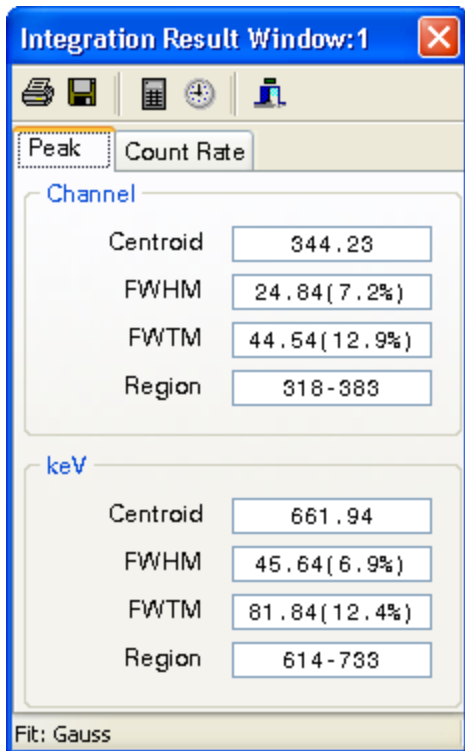 Integration Result Window:1
Peak Count Rate
Channel
Centroid 344.23
FWHM 24.84(7.2%)
FWTM 44.54(12.9%)
Region 318-383
keV
Centroid 661.94
FWHM 45.64(6.9%)
FWTM 81.84(12.4%)
Region 614-733
Fit: Gauss